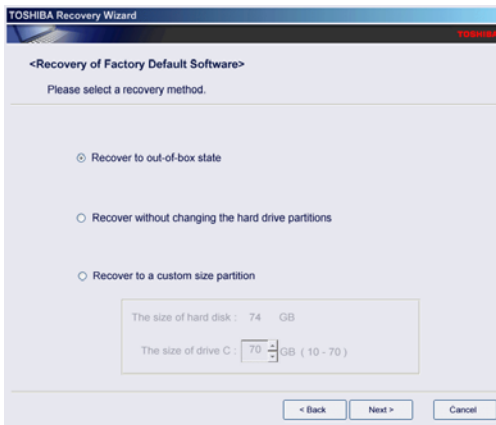 TOSHIBA Recovery Wizard
TOSHIBA
<Recovery of Factory Default Software>
Please select a recovery method.
Recover to out-of-box state
Recover without changing the hard drive partitions
Recover to a custom size partition
The size of hard disk : 74 GB
The size of drive C : 70 GB ( 10 - 70 )
< Back Next > Cancel